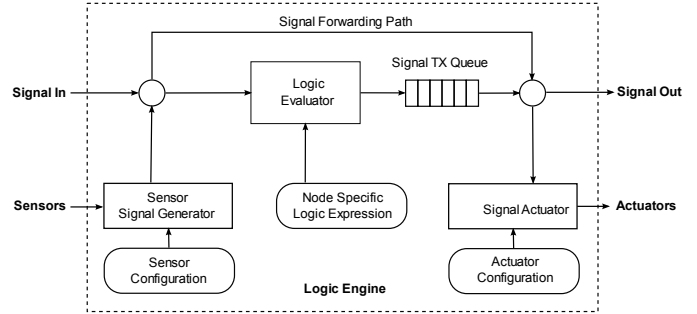 Signal Forwarding Path
Signal TX Queue
Signal In
Logic
Evaluator
Signal Out
Sensors
Sensor
Signal Generator
Node Specific
Logic Expression
Signal Actuator
Actuators
Sensor
Configuration
Actuator
Configuration
Logic Engine